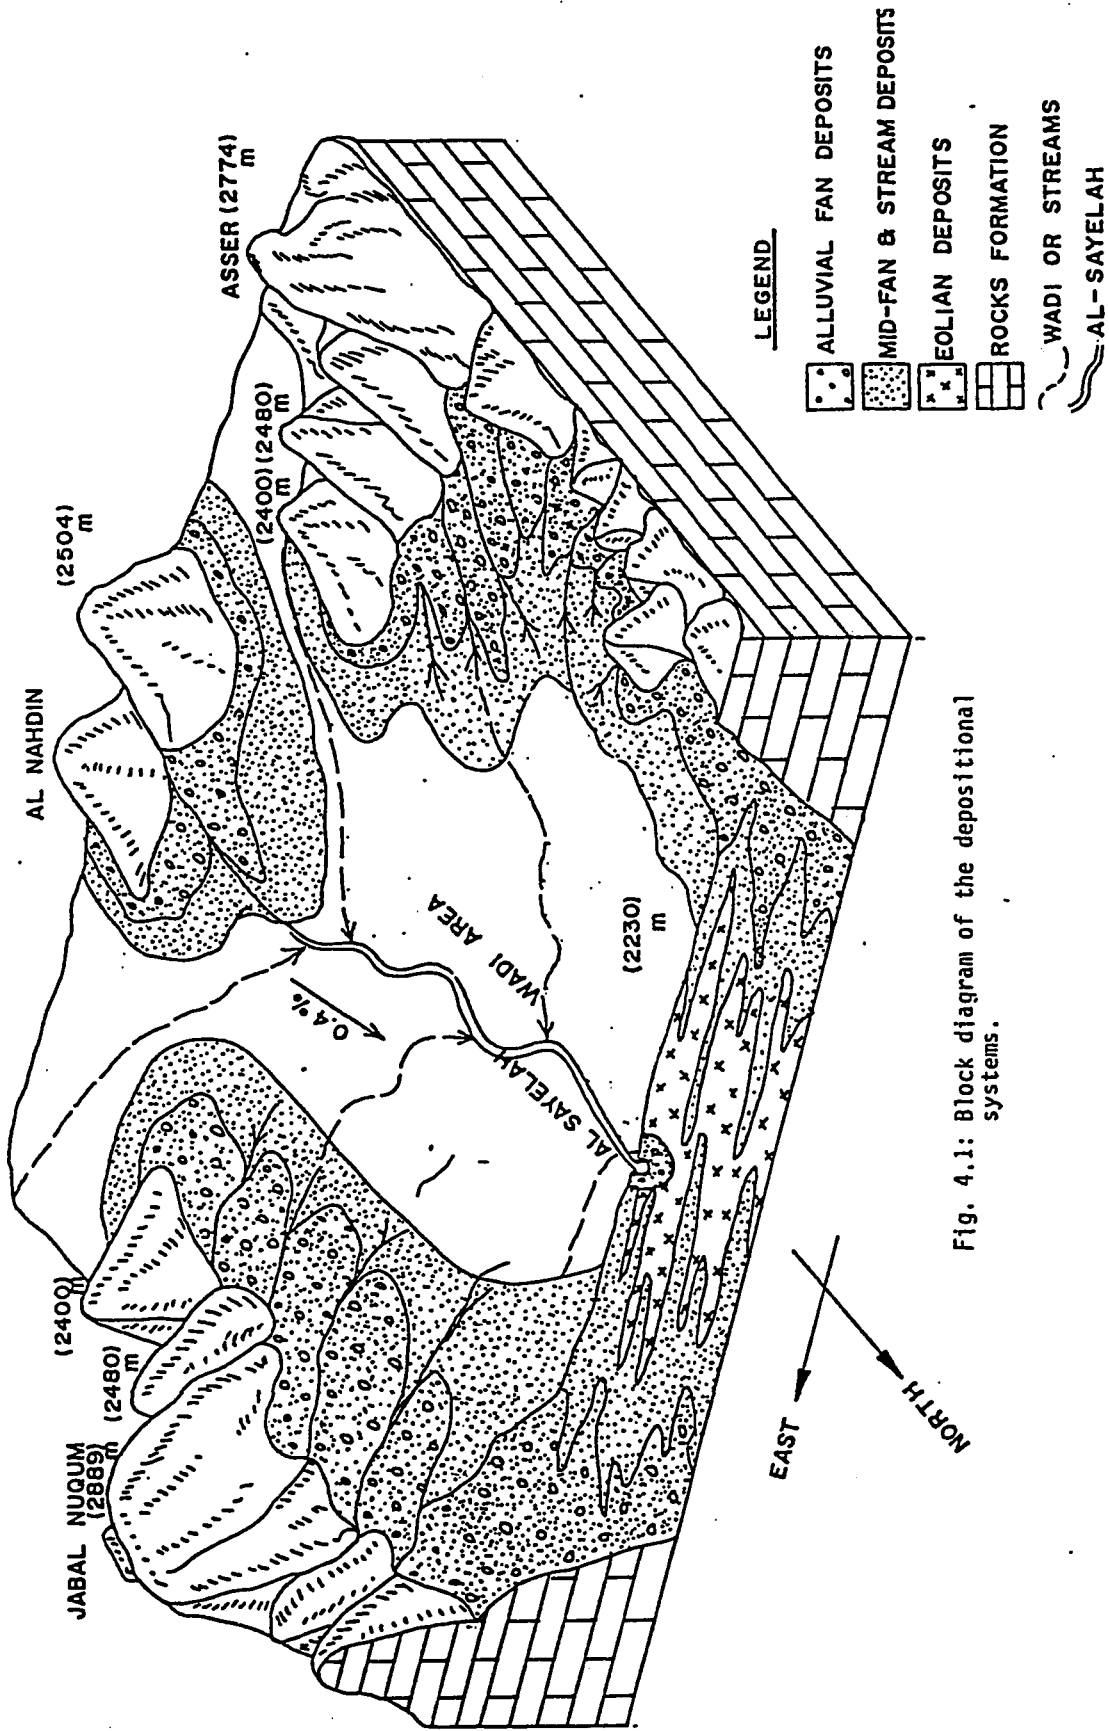 JABAL NUQUM
(2889)
m
(2480)
m
(2400)
m
AL NAHDIN
(2504)
m
(2400)
m
(2480)
m
ASSER (2774)
m
0.4 %
AL SAYELAH
WADI AREA
(2230)
m
EAST
NORTH
LEGEND
ALLUVIAL FAN DEPOSITS
MID-FAN & STREAM DEPOSITS
EOLIAN DEPOSITS
ROCKS FORMATION
WADI OR STREAMS
AL-SAYELAH
Fig. 4.1: Block diagram of the depositional
systems.